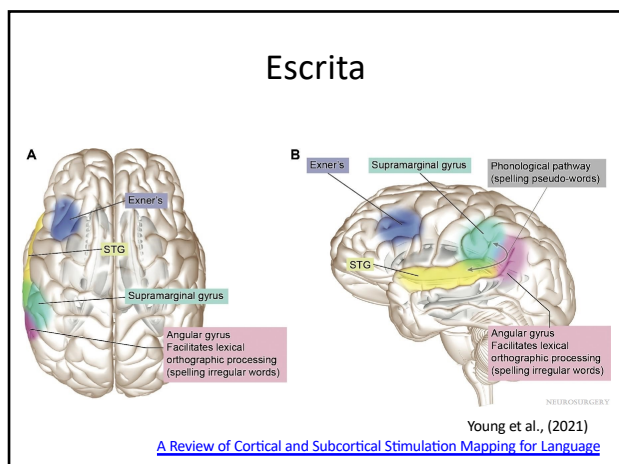 Escrita
A
Exner's
STG
Supramarginal gyrus
Angular gyrus
Facilitates lexical
orthographic processing
(spelling irregular words)
B
Exner's
Supramarginal gyrus
Phonological pathway
(spelling pseudo-words)
STG
Angular gyrus
Facilitates lexical
orthographic processing
(spelling irregular words)
NEUROSURGERY
Young et al., (2021)
A Review of Cortical and Subcortical Stimulation Mapping for Language